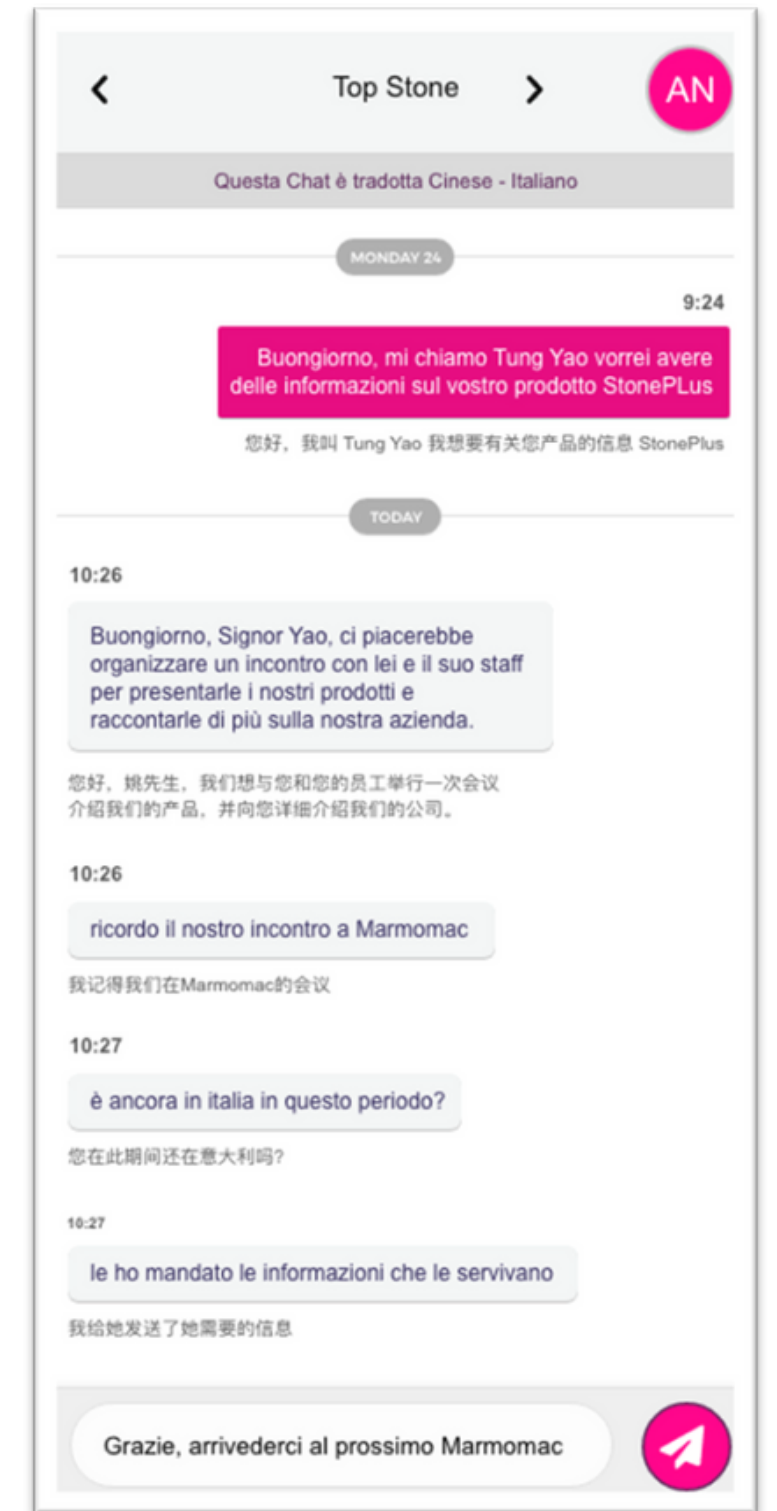 Top Stone
AN
Questa Chat è tradotta Cinese - Italiano
MONDAY 24
9:24
Buongiorno, mi chiamo Tung Yao vorrei avere
delle informazioni sul vostro prodotto StonePLus
您好，我叫 Tung Yao 我想要有关您产品的信息 StonePlus
TODAY
10:26
Buongiorno, Signor Yao, ci piacerebbe
organizzare un incontro con lei e il suo staff
per presentarle i nostri prodotti e
raccontarle di più sulla nostra azienda.
您好，姚先生，我们想与您和您的员工举行一次会议
介绍我们的产品，并向您详细介绍我们的公司。
10:26
ricordo il nostro incontro a Marmomac
我记得我们在Marmomac的会议
10:27
è ancora in italia in questo periodo?
您在此期间还在意大利吗?
10:27
le ho mandato le informazioni che le servivano
我给她发送了她需要的信息
Grazie, arrivederci al prossimo Marmomac